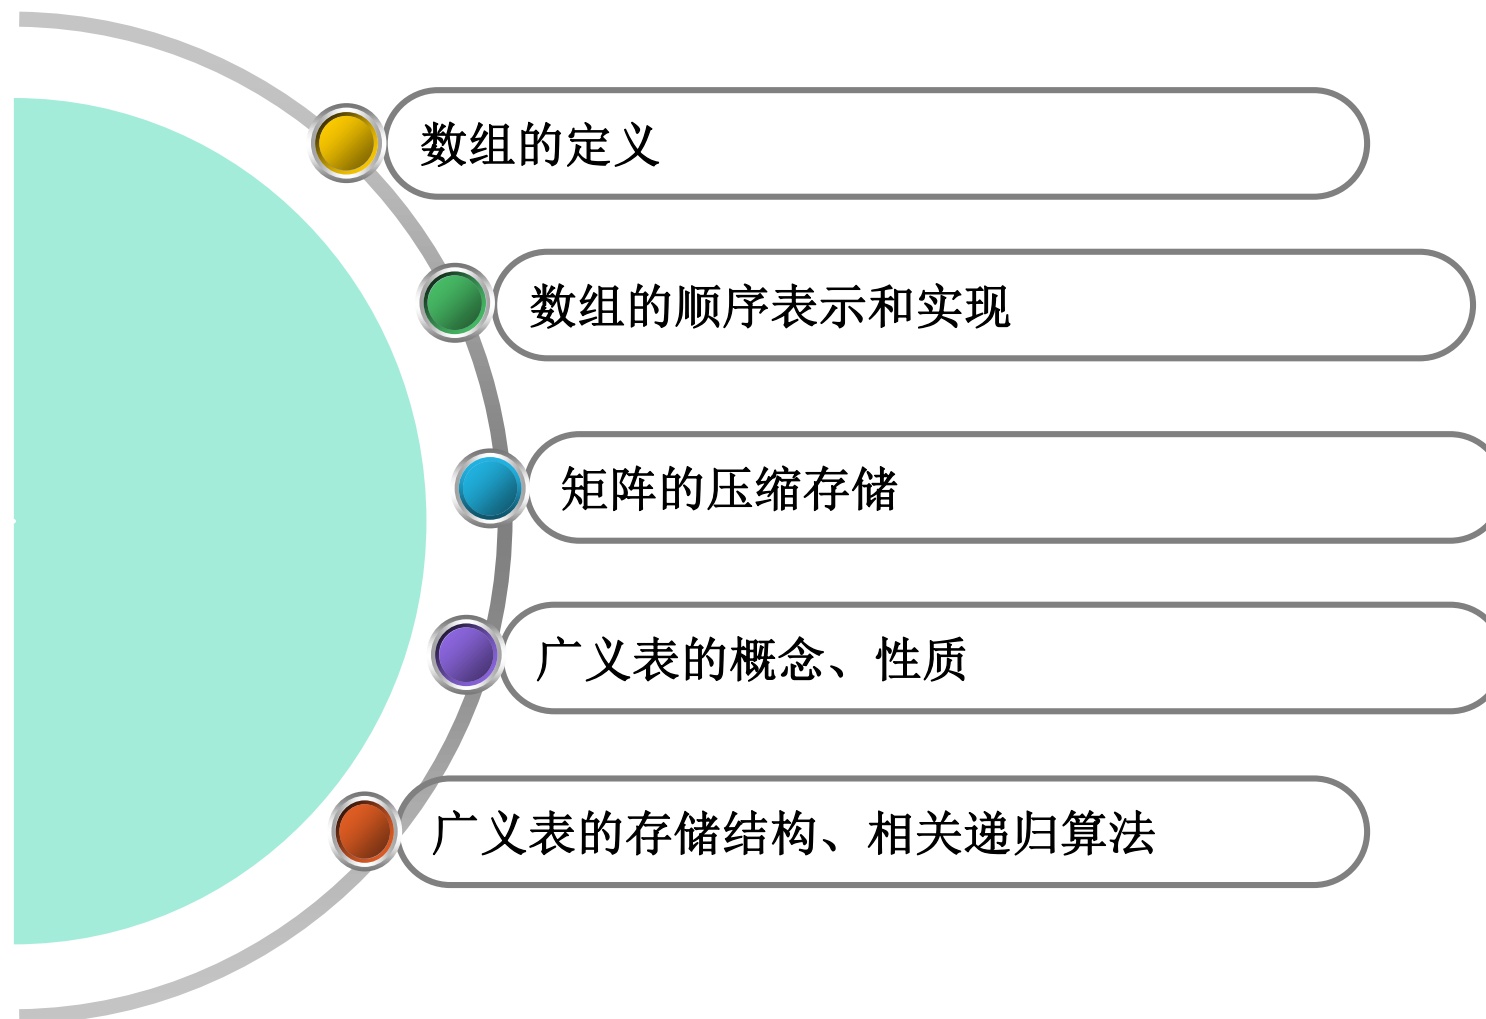 数组的定义
数组的顺序表示和实现
矩阵的压缩存储
广义表的概念、性质
广义表的存储结构、相关递归算法